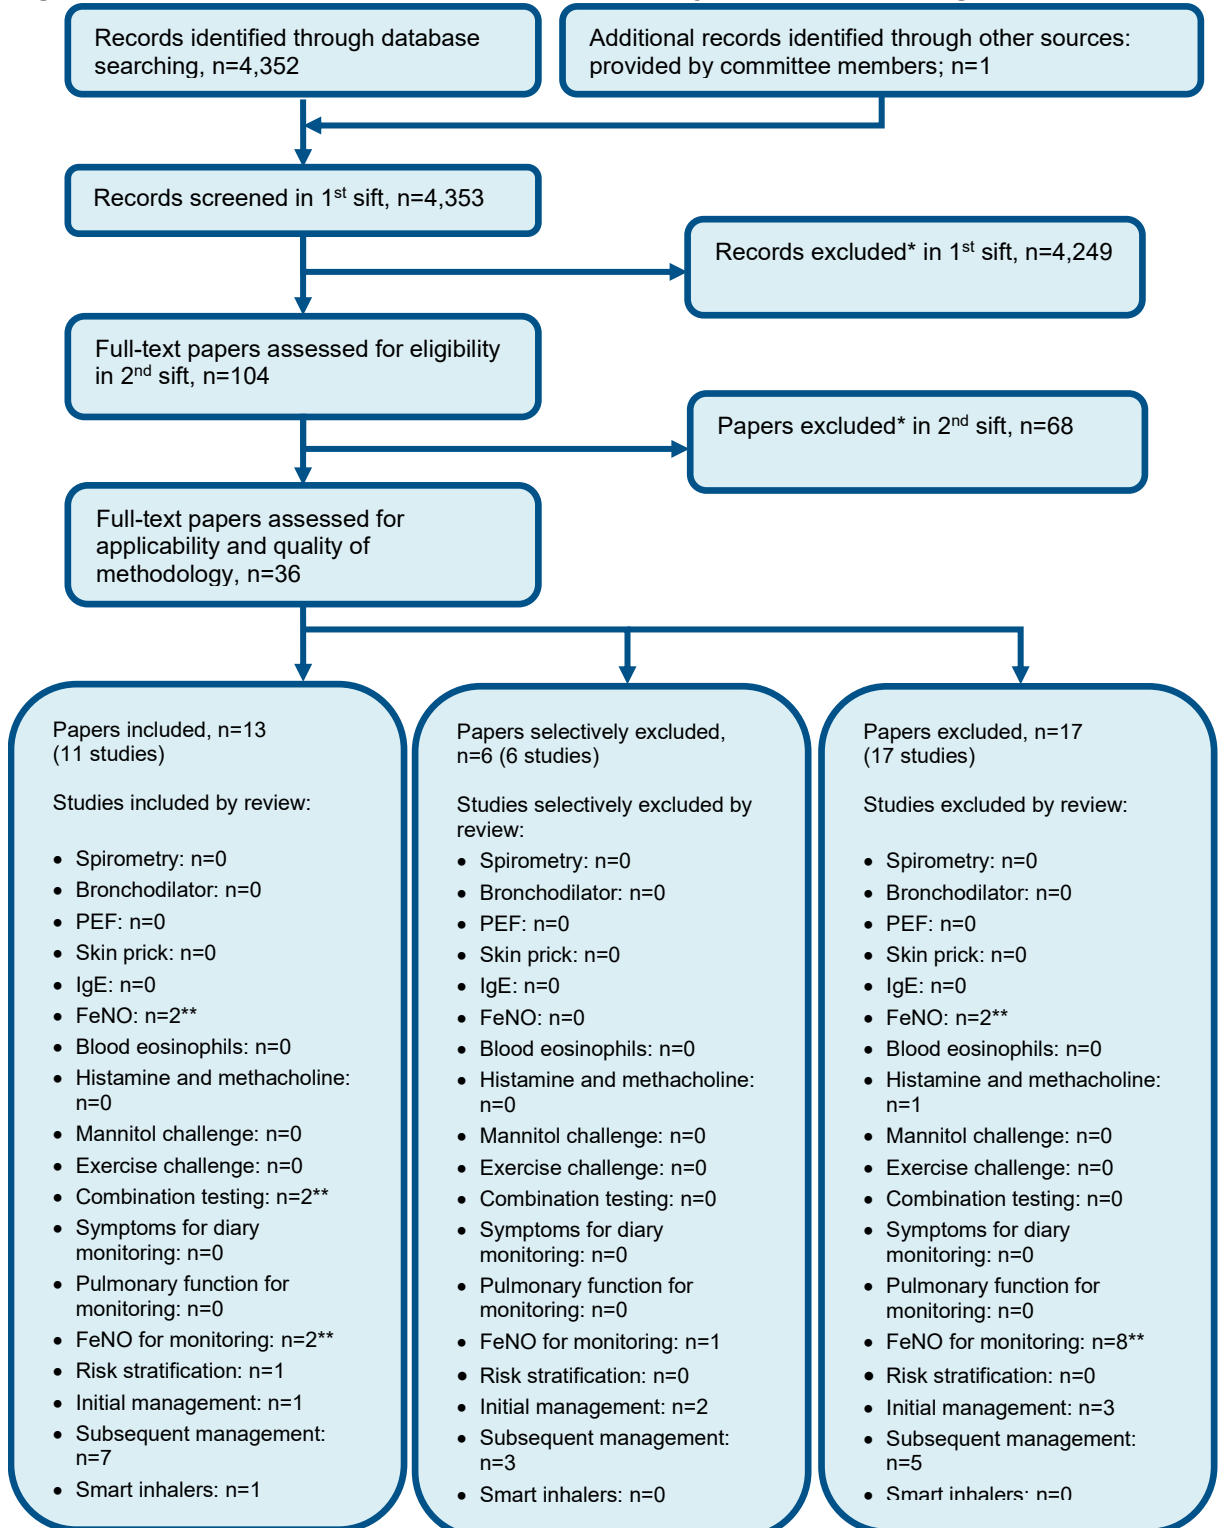 Records identified through database
searching, n=4,352
Additional records identified through other sources:
provided by committee members; n=1
Records screened in 1st sift, n=4,353
Records excluded* in 1st sift, n=4,249
Full-text papers assessed for eligibility
in 2nd sift, n=104
Papers excluded* in 2nd sift, n=68
Full-text papers assessed for
applicability and quality of
methodology, n=36
Papers included, n=13
(11 studies)
Studies included by review:
• Spirometry: n=0
• Bronchodilator: n=0
• PEF: n=0
• Skin prick: n=0
• IgE: n=0
• FeNO: n=2**
• Blood eosinophils: n=0
• Histamine and methacholine:
n=0
• Mannitol challenge: n=0
• Exercise challenge: n=0
• Combination testing: n=2**
• Symptoms for diary
monitoring: n=0
• Pulmonary function for
monitoring: n=0
• FeNO for monitoring: n=2**
• Risk stratification: n=1
• Initial management: n=1
• Subsequent management:
n=7
• Smart inhalers: n=1
Papers selectively excluded,
n=6 (6 studies)
Studies selectively excluded by
review:
• Spirometry: n=0
• Bronchodilator: n=0
• PEF: n=0
• Skin prick: n=0
• IgE: n=0
• FeNO: n=0
• Blood eosinophils: n=0
• Histamine and methacholine:
n=0
• Mannitol challenge: n=0
• Exercise challenge: n=0
• Combination testing: n=0
• Symptoms for diary
monitoring: n=0
• Pulmonary function for
monitoring: n=0
• FeNO for monitoring: n=1
• Risk stratification: n=0
• Initial management: n=2
• Subsequent management:
n=3
• Smart inhalers: n=0
Papers excluded, n=17
(17 studies)
Studies excluded by review:
• Spirometry: n=0
• Bronchodilator: n=0
• PEF: n=0
• Skin prick: n=0
• IgE: n=0
• FeNO: n=2**
• Blood eosinophils: n=0
• Histamine and methacholine:
n=1
• Mannitol challenge: n=0
• Exercise challenge: n=0
• Combination testing: n=0
• Symptoms for diary
monitoring: n=0
• Pulmonary function for
monitoring: n=0
• FeNO for monitoring: n=8**
• Risk stratification: n=0
• Initial management: n=3
• Subsequent management:
n=5
• Smart inhalers: n=0